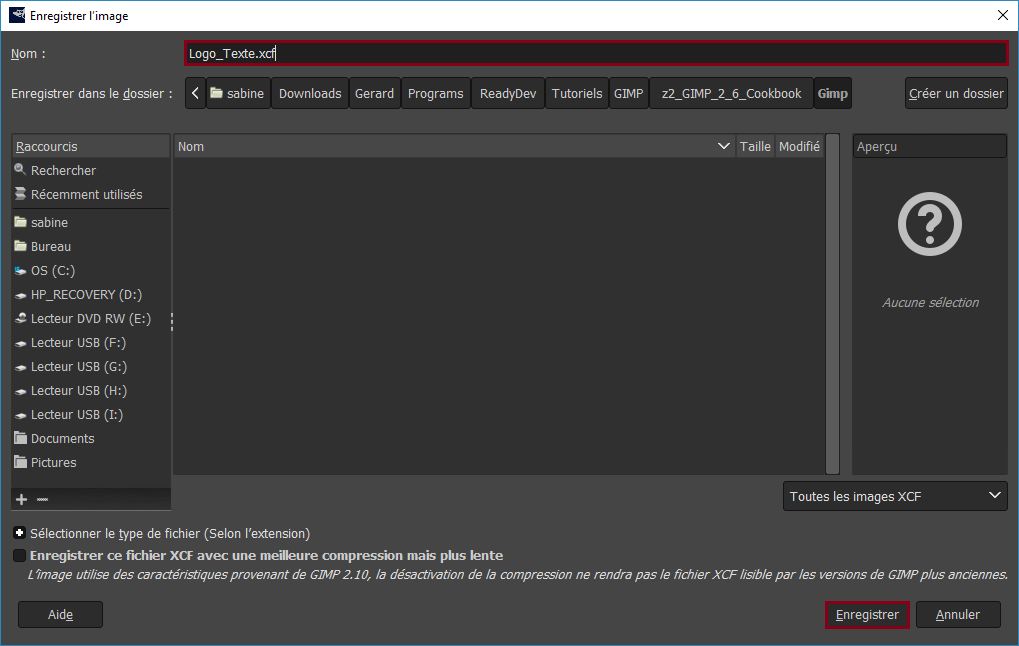 Enregistrer l'image
Nom :
Logo_Texte.xcf
Enregistrer dans le dossier :
sabine
Downloads
Gerard
Programs
ReadyDev
Tutoriels
GIMP
z2_GIMP_2_6_Cookbook
Gimp
Créer un dossier
Raccourcis
Rechercher
Récemment utilisés
sabine
Bureau
OS (C:)
HP_RECOVERY (D:)
Lecteur DVD RW (E:)
Lecteur USB (F:)
Lecteur USB (G:)
Lecteur USB (H:)
Lecteur USB (I:)
Documents
Pictures
Nom
Taille
Modifié
Aperçu
Aucune sélection
Toutes les images XCF
Sélectionner le type de fichier (Selon l'extension)
Enregistrer ce fichier XCF avec une meilleure compression mais plus lente
L'image utilise des caractéristiques provenant de GIMP 2.10, la désactivation de la compression ne rendra pas le fichier XCF lisible par les versions de GIMP plus anciennes.
Aide
Enregistrer
Annuler